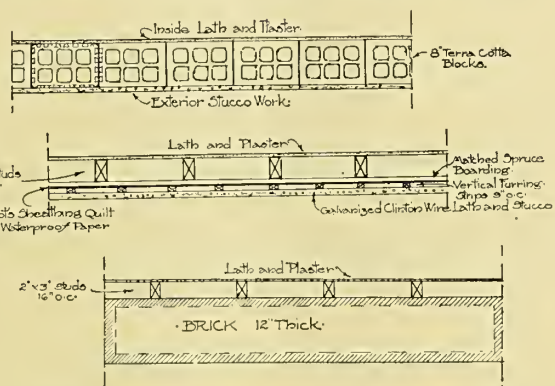 Inside Lath and Plaster.
8" Terra Cotta
Blocks.
Exterior Stucco Work.
Lath and Plaster
Studs
Matched Spruce
Boarding.
Vertical Furring
Strips 9" o.c.
Sheathing Quilt
Waterproof Paper
Galvanized Clinton Wire Lath and Stucco
Lath and Plaster
2" x 3" Studs
16" o.c.
BRICK 12" Thick.